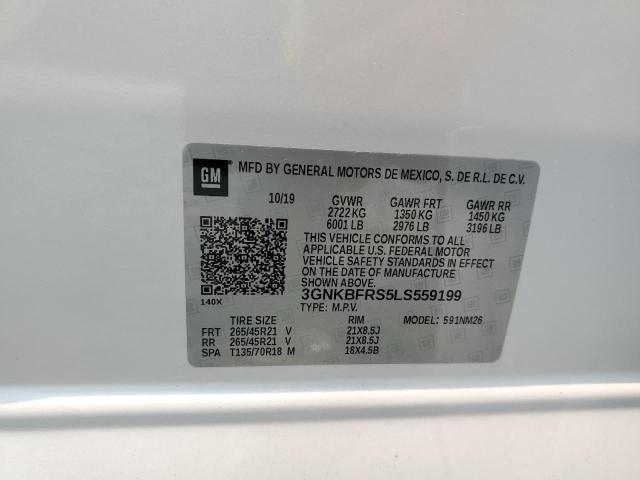 GM
MFD BY GENERAL MOTORS DE MEXICO, S. DE R.L. DE C.V.
10/19 GVWR GAWR FRT GAWR RR
2722 KG 1350 KG 1450 KG
6001 LB 2976 LB 3196 LB
THIS VEHICLE CONFORMS TO ALL
APPLICABLE U.S. FEDERAL MOTOR
VEHICLE SAFETY STANDARDS IN EFFECT
ON THE DATE OF MANUFACTURE
SHOWN ABOVE.
3GNKBFRS5LS559199
140X TYPE: M.P.V. 591NM26
TIRE SIZE RIM
FRT 265/45R21 V 21X8.5J
RR 265/45R21 V 21X8.5J
SPA T135/70R18 M 18X4.5B